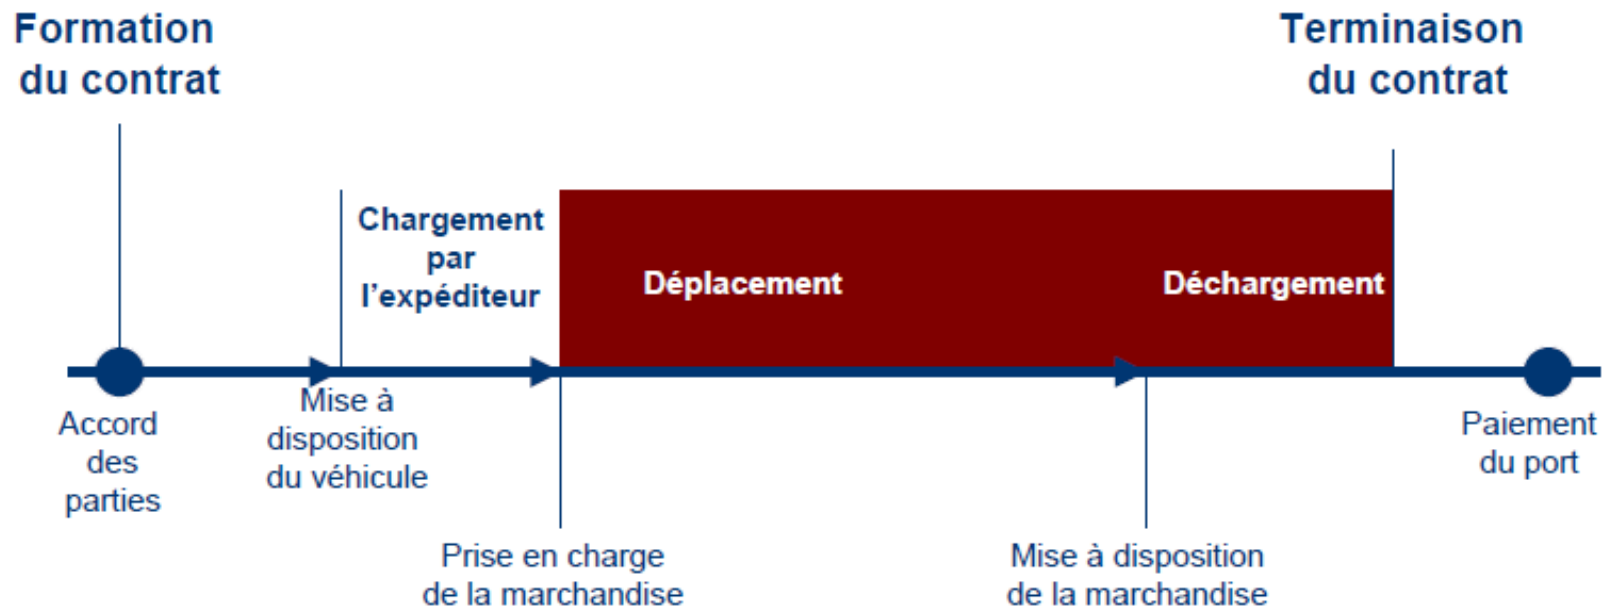 Formation
du contrat
Terminaison
du contrat
Chargement
par
l'expéditeur
Déplacement
Déchargement
Accord
des
parties
Mise à
disposition
du véhicule
Paiement
du port
Prise en charge
de la marchandise
Mise à disposition
de la marchandise